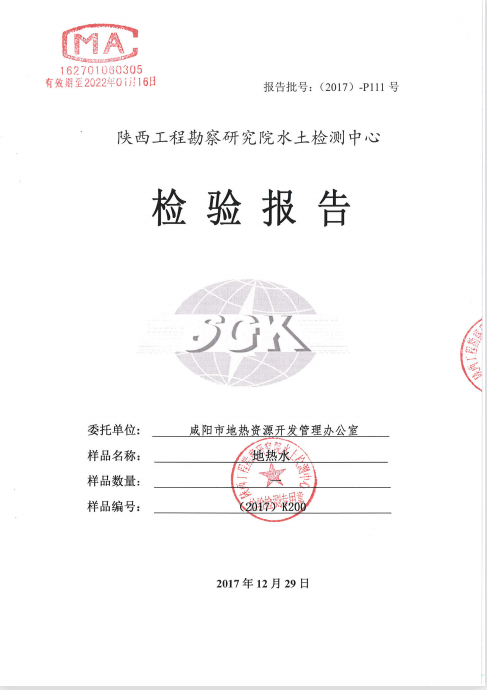 MA
162701060305
有效期至2022年01月16日
报告批号:（2017）-P111 号
陕西工程勘察研究院水土检测中心
检 验 报 告
SGK
委托单位： 咸阳市地热资源开发管理办公室
样品名称： 地热水
样品数量： 一
样品编号： （2017）K200
2017 年 12 月 29 日